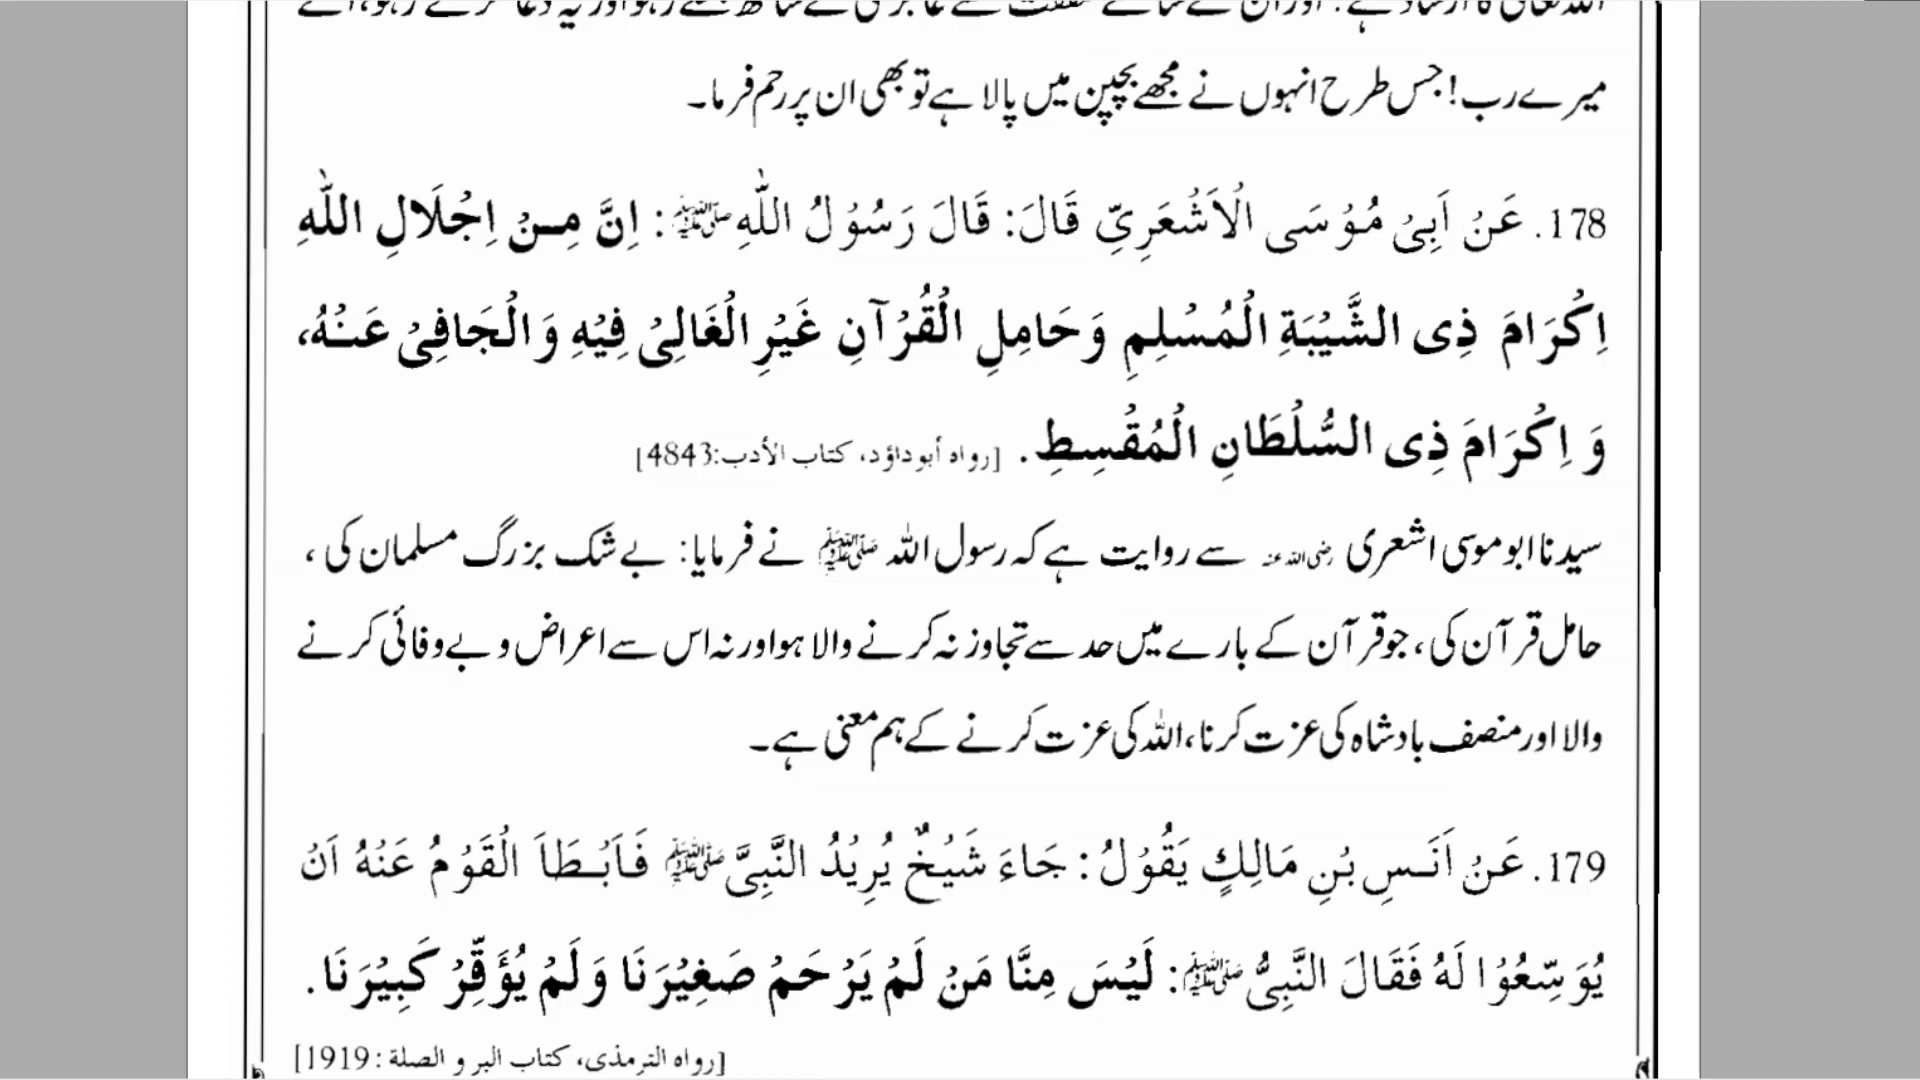 میرے رب! جس طرح انہوں نے مجھے بچپن میں پالا ہے تو بھی ان پر رحم فرما۔
178. عَنْ اَبِیْ مُوْسَی الْاَشْعَرِیِّ قَالَ: قَالَ رَسُوْلُ اللّٰهِ ﷺ: اِنَّ مِنْ اِجْلَالِ اللّٰهِ
اِكْرَامَ ذِی الشَّیْبَةِ الْمُسْلِمِ وَحَامِلِ الْقُرْآنِ غَیْرِ الْغَالِیْ فِیْهِ وَالْجَافِیْ عَنْهُ،
وَ اِكْرَامَ ذِی السُّلْطَانِ الْمُقْسِطِ. [رواه أبوداؤد، كتاب الأدب:4843]
سیدنا ابوموسی اشعری رضی اللہ عنہ سے روایت ہے کہ رسول اللہ ﷺ نے فرمایا: بے شک بزرگ مسلمان کی ،
حامل قرآن کی، جو قرآن کے بارے میں حد سے تجاوز نہ کرنے والا ہو اور نہ اس سے اعراض و بے وفائی کرنے
والا اور منصف بادشاہ کی عزت کرنا، اللہ کی عزت کرنے کے ہم معنی ہے۔
179. عَنْ اَنَسِ بْنِ مَالِكٍ یَقُوْلُ: جَاءَ شَیْخٌ یُرِیْدُ النَّبِیَّ ﷺ فَاَبْطَاَ الْقَوْمُ عَنْهُ اَنْ
یُوَسِّعُوْا لَهُ فَقَالَ النَّبِیُّ ﷺ: لَیْسَ مِنَّا مَنْ لَمْ یَرْحَمْ صَغِیْرَنَا وَلَمْ یُؤَقِّرْ كَبِیْرَنَا.
[رواه الترمذی، كتاب البر و الصلة: 1919]